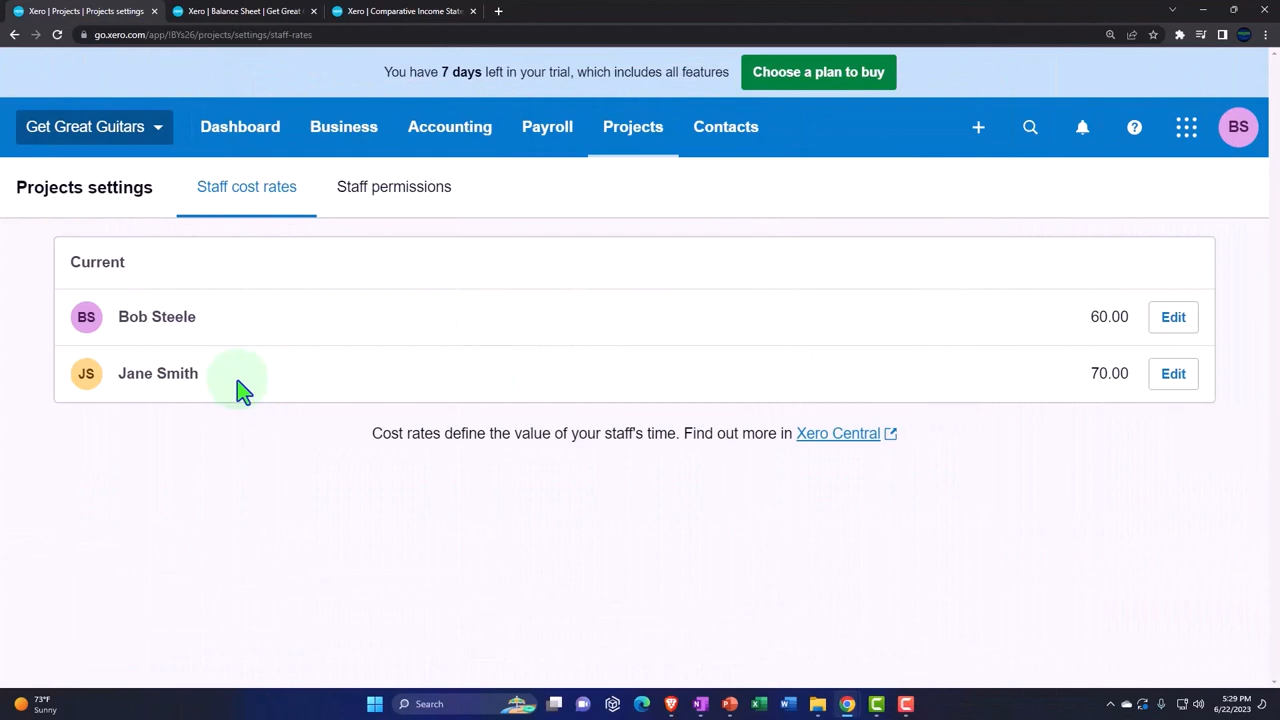 Xero | Projects | Projects settings
Xero | Balance Sheet | Get Great
Xero | Comparative Income State
go.xero.com/app/!BYs26/projects/settings/staff-rates
You have 7 days left in your trial, which includes all features
Choose a plan to buy
Get Great Guitars
Dashboard
Business
Accounting
Payroll
Projects
Contacts
BS
Projects settings
Staff cost rates
Staff permissions
Current
BS
Bob Steele
60.00
Edit
JS
Jane Smith
70.00
Edit
Cost rates define the value of your staff's time. Find out more in Xero Central
73°F
Sunny
Search
5:29 PM
6/22/2023